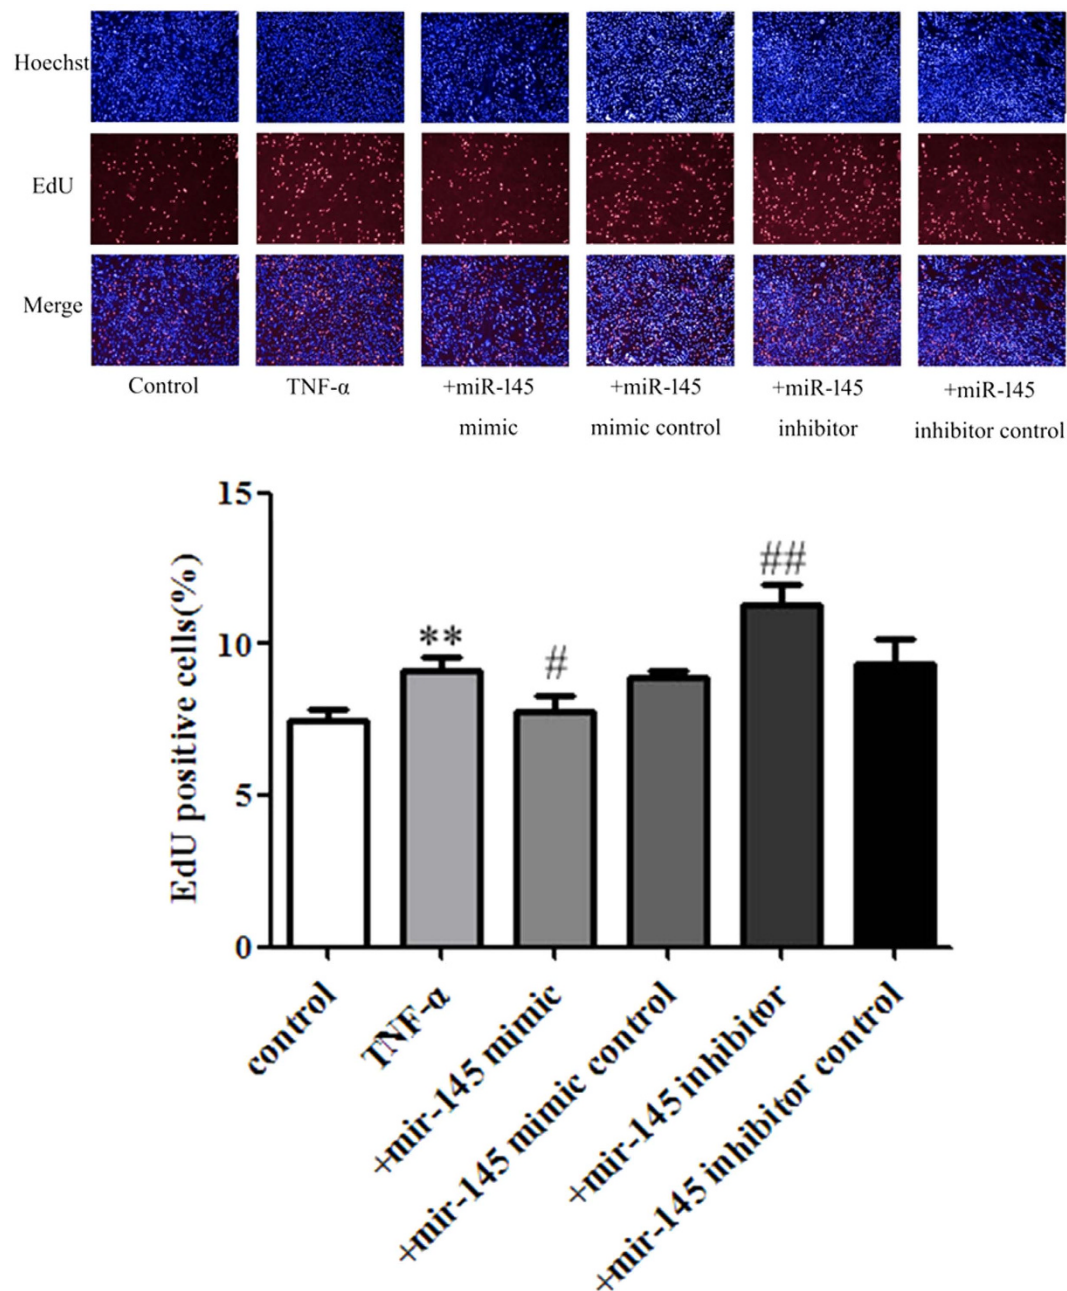 Hoechst
EdU
Merge
Control
TNF-α
+miR-145
mimic
+miR-145
mimic control
+miR-145
inhibitor
+miR-145
inhibitor control
EdU positive cells(%)
15
10
5
0
**
#
##
control
TNF-α
+mir-145 mimic
+mir-145 mimic control
+mir-145 inhibitor
+mir-145 inhibitor control